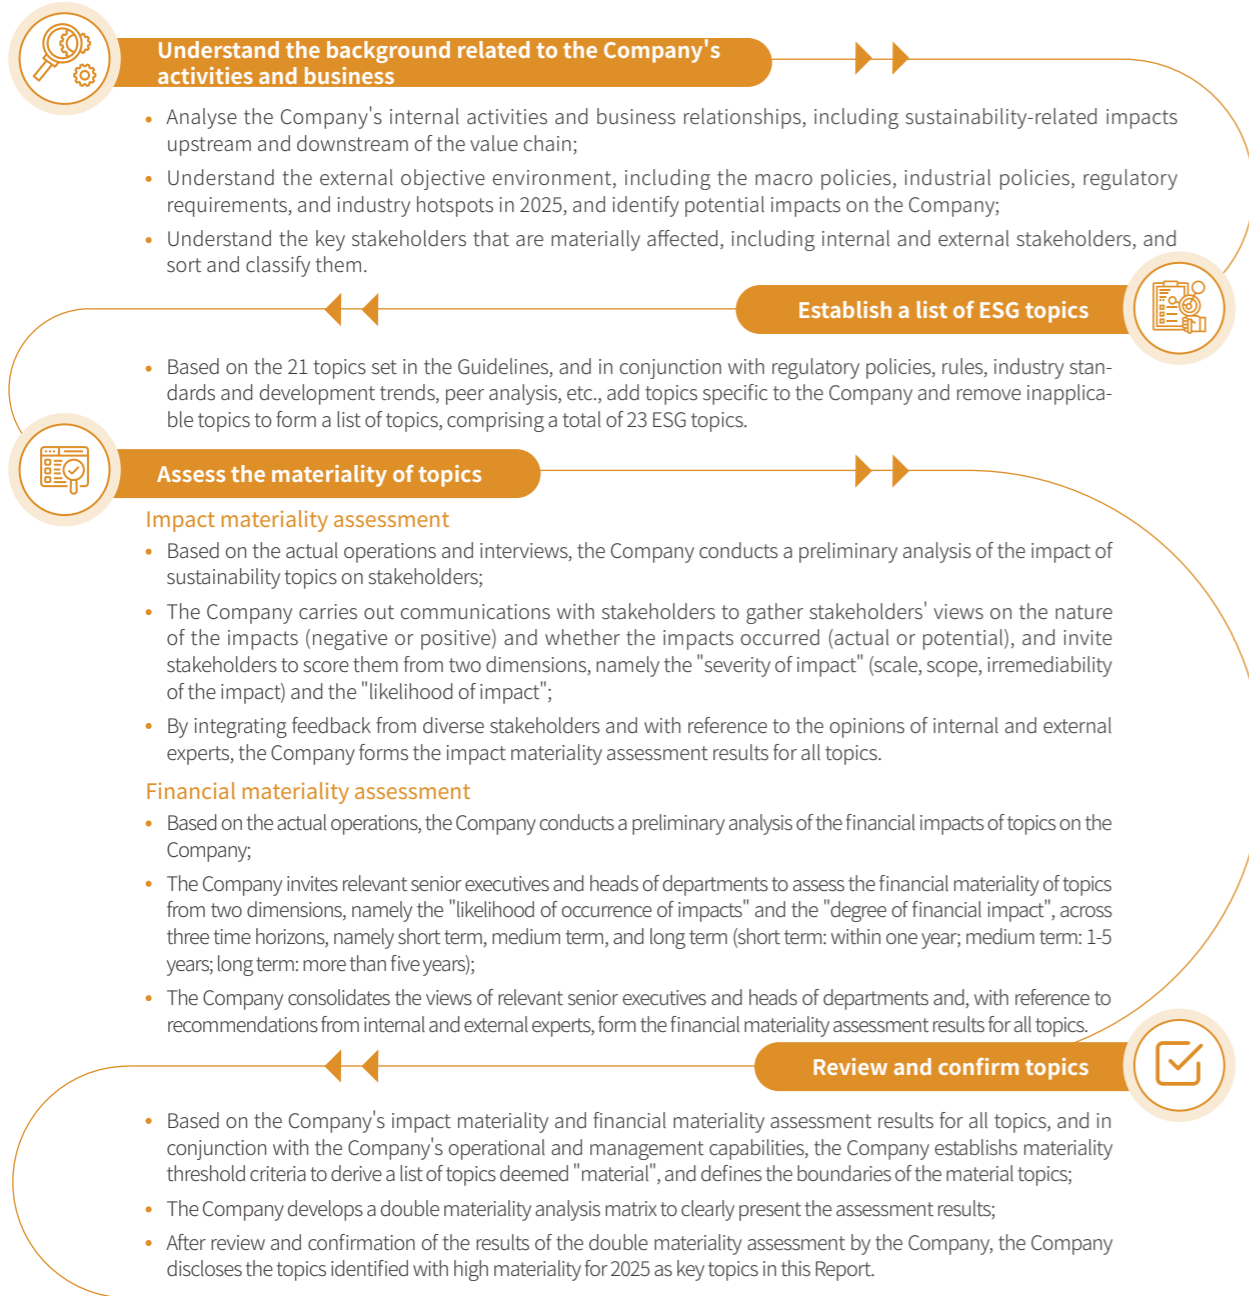 Understand the background related to the Company's
activities and business
• Analyse the Company's internal activities and business relationships, including sustainability-related impacts
upstream and downstream of the value chain;
• Understand the external objective environment, including the macro policies, industrial policies, regulatory
requirements, and industry hotspots in 2025, and identify potential impacts on the Company;
• Understand the key stakeholders that are materially affected, including internal and external stakeholders, and
sort and classify them.
Establish a list of ESG topics
• Based on the 21 topics set in the Guidelines, and in conjunction with regulatory policies, rules, industry stan-
dards and development trends, peer analysis, etc., add topics specific to the Company and remove inapplica-
ble topics to form a list of topics, comprising a total of 23 ESG topics.
Assess the materiality of topics
Impact materiality assessment
• Based on the actual operations and interviews, the Company conducts a preliminary analysis of the impact of
sustainability topics on stakeholders;
• The Company carries out communications with stakeholders to gather stakeholders' views on the nature
of the impacts (negative or positive) and whether the impacts occurred (actual or potential), and invite
stakeholders to score them from two dimensions, namely the "severity of impact" (scale, scope, irremediability
of the impact) and the "likelihood of impact";
• By integrating feedback from diverse stakeholders and with reference to the opinions of internal and external
experts, the Company forms the impact materiality assessment results for all topics.
Financial materiality assessment
• Based on the actual operations, the Company conducts a preliminary analysis of the financial impacts of topics on the
Company;
• The Company invites relevant senior executives and heads of departments to assess the financial materiality of topics
from two dimensions, namely the "likelihood of occurrence of impacts" and the "degree of financial impact", across
three time horizons, namely short term, medium term, and long term (short term: within one year; medium term: 1-5
years; long term: more than five years);
• The Company consolidates the views of relevant senior executives and heads of departments and, with reference to
recommendations from internal and external experts, form the financial materiality assessment results for all topics.
Review and confirm topics
• Based on the Company's impact materiality and financial materiality assessment results for all topics, and in
conjunction with the Company's operational and management capabilities, the Company establishs materiality
threshold criteria to derive a list of topics deemed "material", and defines the boundaries of the material topics;
• The Company develops a double materiality analysis matrix to clearly present the assessment results;
• After review and confirmation of the results of the double materiality assessment by the Company, the Company
discloses the topics identified with high materiality for 2025 as key topics in this Report.